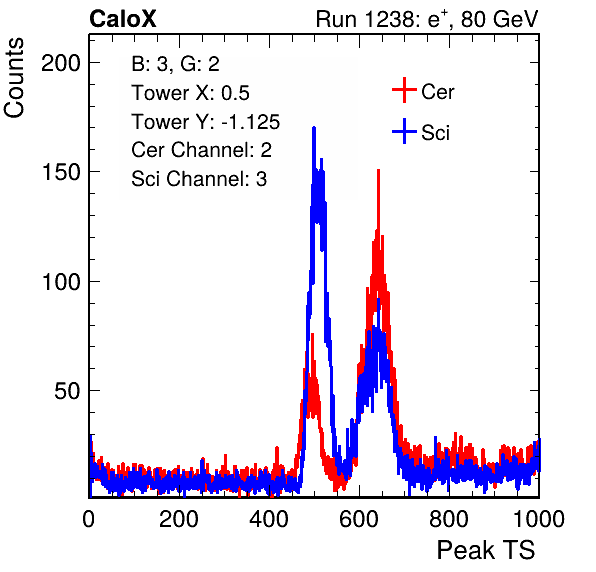 CaloX
Run 1238: e+, 80 GeV
Counts
B: 3, G: 2
Tower X: 0.5
Tower Y: -1.125
Cer Channel: 2
Sci Channel: 3
Cer
Sci
200
150
100
50
0
200
400
600
800
1000
Peak TS